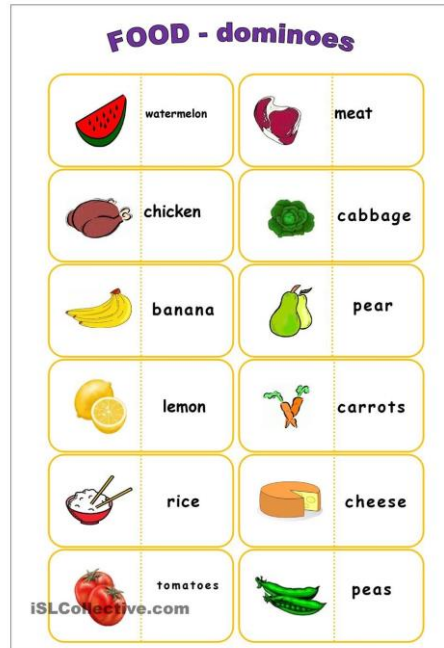 FOOD - dominoes
watermelon
meat
chicken
cabbage
banana
pear
lemon
carrots
rice
cheese
tomatoes
peas
iSLCollective.com